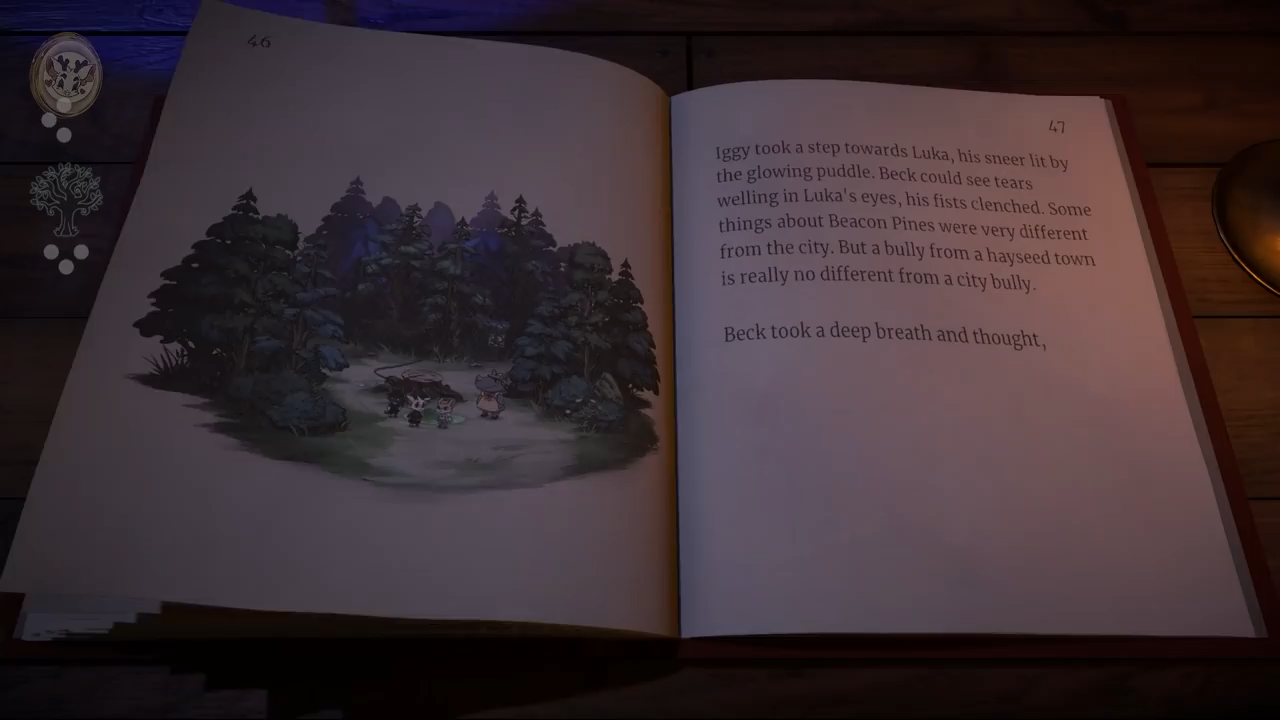 46
47
Iggy took a step towards Luka, his sneer lit by
the glowing puddle. Beck could see tears
welling in Luka's eyes, his fists clenched. Some
things about Beacon Pines were very different
from the city. But a bully from a hayseed town
is really no different from a city bully.
Beck took a deep breath and thought,